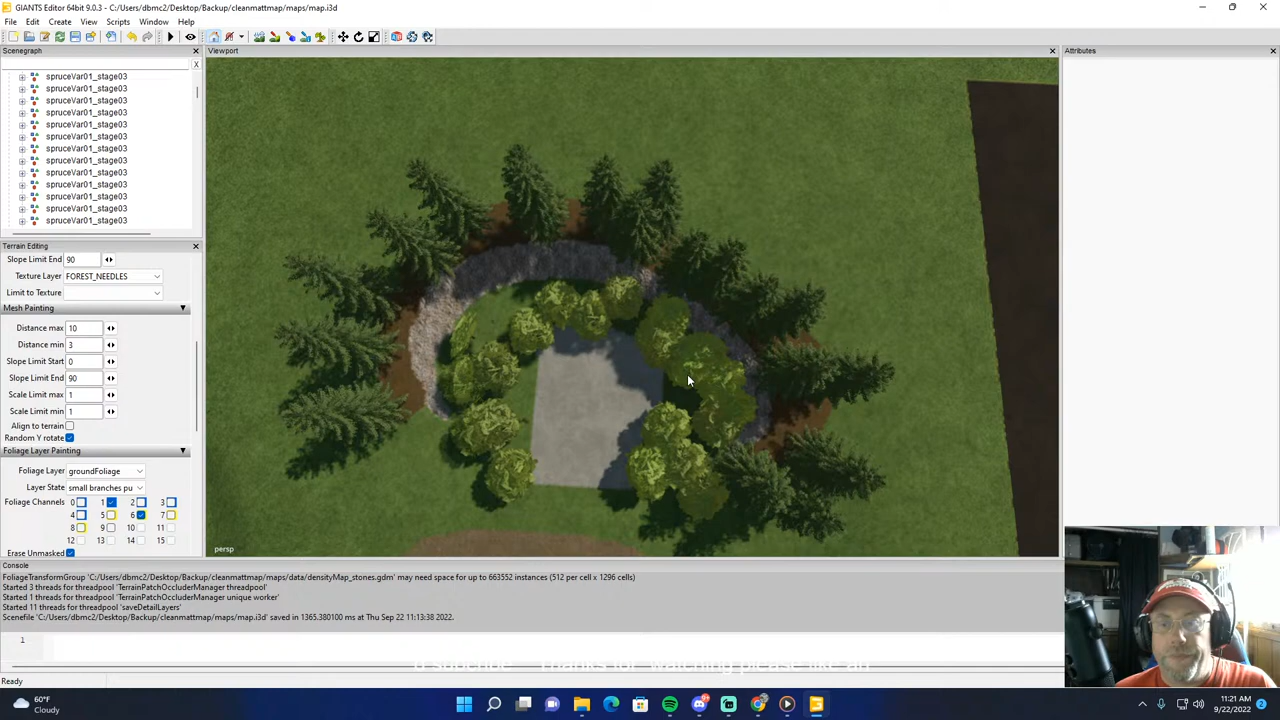 GIANTS Editor 64bit 9.0.3 - C:/Users/dbmc2/Desktop/Backup/cleanmattmap/maps/map.i3d
File Edit Create View Scripts Window Help
Scenegraph
X
spruceVar01_stage03
spruceVar01_stage03
spruceVar01_stage03
spruceVar01_stage03
spruceVar01_stage03
spruceVar01_stage03
spruceVar01_stage03
spruceVar01_stage03
spruceVar01_stage03
spruceVar01_stage03
spruceVar01_stage03
spruceVar01_stage03
spruceVar01_stage03
Terrain Editing
Slope Limit End 90
Texture Layer FOREST_NEEDLES
Limit to Texture
Mesh Painting
Distance max 10
Distance min 3
Slope Limit Start 0
Slope Limit End 90
Scale Limit max 1
Scale Limit min 1
Align to terrain
Random Y rotate
Foliage Layer Painting
Foliage Layer groundFoliage
Layer State small branches pu
Foliage Channels 0 1 2 3
4 5 6 7
8 9 10 11
12 13 14 15
Erase Unmasked
Viewport
persp
Attributes
Console
FoliageTransformGroup 'C:/Users/dbmc2/Desktop/Backup/cleanmattmap/maps/data/densityMap_stones.gdm' may need space for up to 663552 instances (512 per cell x 1296 cells)
Started 3 threads for threadpool 'TerrainPatchOccluderManager threadpool'
Started 1 threads for threadpool 'TerrainPatchOccluderManager unique worker'
Started 11 threads for threadpool 'saveDetailLayers'
Scenefile 'C:/Users/dbmc2/Desktop/Backup/cleanmattmap/maps/map.i3d' saved in 1365.380100 ms at Thu Sep 22 11:13:38 2022.
1
Thanks for watching please like an
Ready
60°F
Cloudy
11:21 AM
9/22/2022